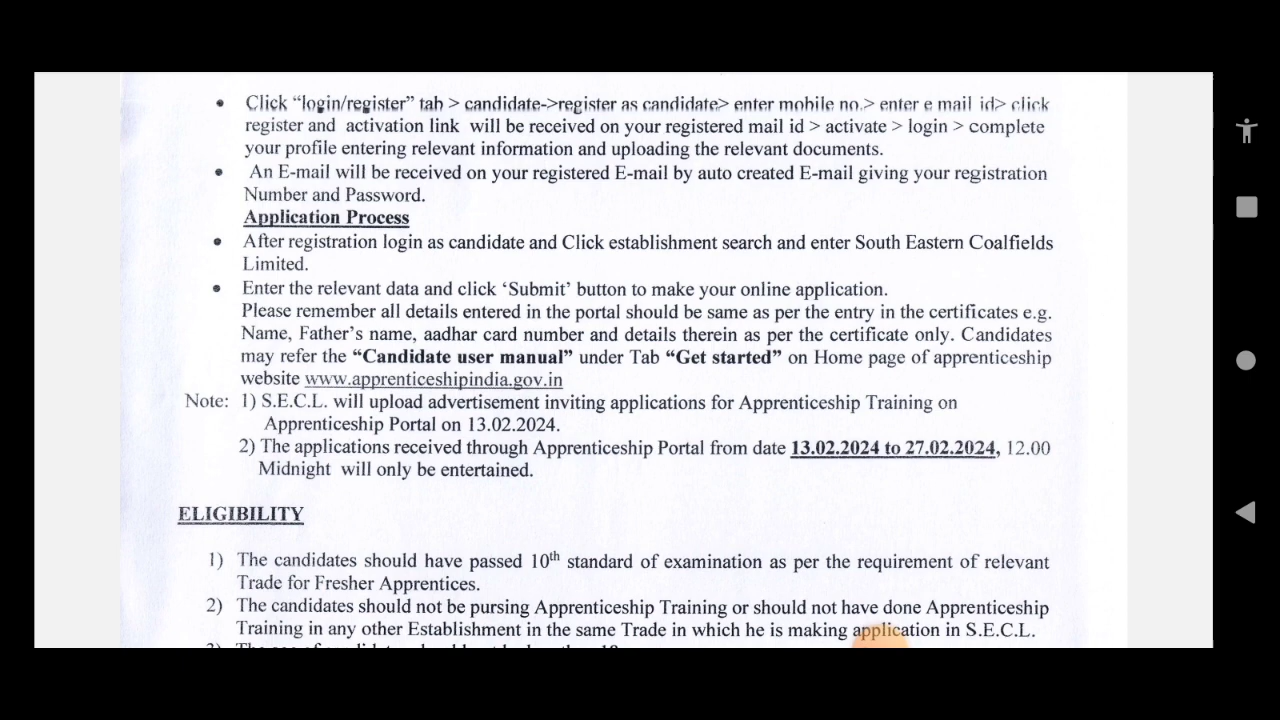 • Click “login/register” tab > candidate->register as candidate> enter mobile no.> enter e mail id> click
register and activation link will be received on your registered mail id > activate > login > complete
your profile entering relevant information and uploading the relevant documents.
• An E-mail will be received on your registered E-mail by auto created E-mail giving your registration
Number and Password.
Application Process
• After registration login as candidate and Click establishment search and enter South Eastern Coalfields
Limited.
• Enter the relevant data and click ‘Submit’ button to make your online application.
Please remember all details entered in the portal should be same as per the entry in the certificates e.g.
Name, Father’s name, aadhar card number and details therein as per the certificate only. Candidates
may refer the “Candidate user manual” under Tab “Get started” on Home page of apprenticeship
website www.apprenticeshipindia.gov.in
Note: 1) S.E.C.L. will upload advertisement inviting applications for Apprenticeship Training on
Apprenticeship Portal on 13.02.2024.
2) The applications received through Apprenticeship Portal from date 13.02.2024 to 27.02.2024, 12.00
Midnight will only be entertained.
ELIGIBILITY
1) The candidates should have passed 10th standard of examination as per the requirement of relevant
Trade for Fresher Apprentices.
2) The candidates should not be pursing Apprenticeship Training or should not have done Apprenticeship
Training in any other Establishment in the same Trade in which he is making application in S.E.C.L.